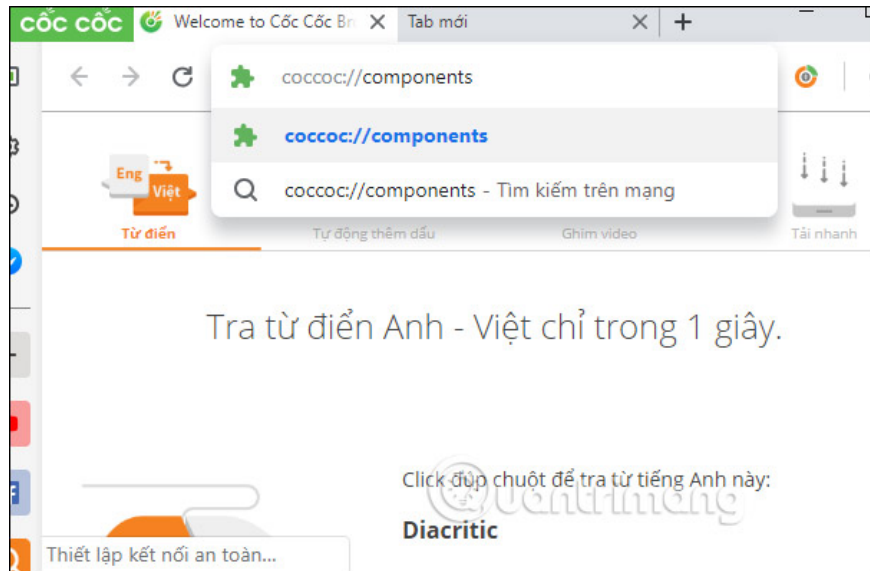 cốc cốc
Welcome to Cốc Cốc Br
Tab mới
coccoc://components
coccoc://components
coccoc://components - Tìm kiếm trên mạng
Eng
Việt
Từ điển
Tự động thêm dấu
Ghim video
Tải nhanh
Tra từ điển Anh - Việt chỉ trong 1 giây.
Click đúp chuột để tra từ tiếng Anh này:
Quantrimang
Diacritic
Thiết lập kết nối an toàn...